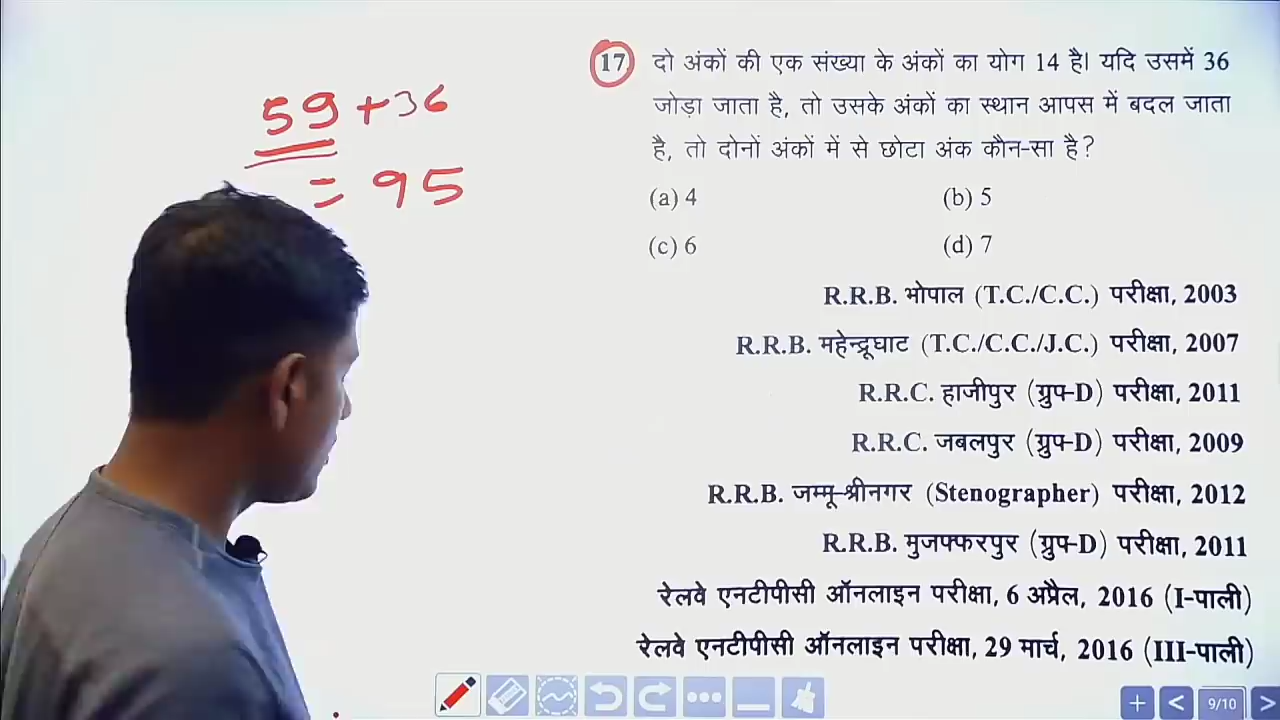 59 + 36
= 95
17. दो अंकों की एक संख्या के अंकों का योग 14 है। यदि उसमें 36
जोड़ा जाता है, तो उसके अंकों का स्थान आपस में बदल जाता
है, तो दोनों अंकों में से छोटा अंक कौन-सा है?
(a) 4 (b) 5
(c) 6 (d) 7
R.R.B. भोपाल (T.C./C.C.) परीक्षा, 2003
R.R.B. महेन्द्रूघाट (T.C./C.C./J.C.) परीक्षा, 2007
R.R.C. हाजीपुर (ग्रुप-D) परीक्षा, 2011
R.R.C. जबलपुर (ग्रुप-D) परीक्षा, 2009
R.R.B. जम्मू-श्रीनगर (Stenographer) परीक्षा, 2012
R.R.B. मुजफ्फरपुर (ग्रुप-D) परीक्षा, 2011
रेलवे एनटीपीसी ऑनलाइन परीक्षा, 6 अप्रैल, 2016 (I-पाली)
रेलवे एनटीपीसी ऑनलाइन परीक्षा, 29 मार्च, 2016 (III-पाली)
9/10